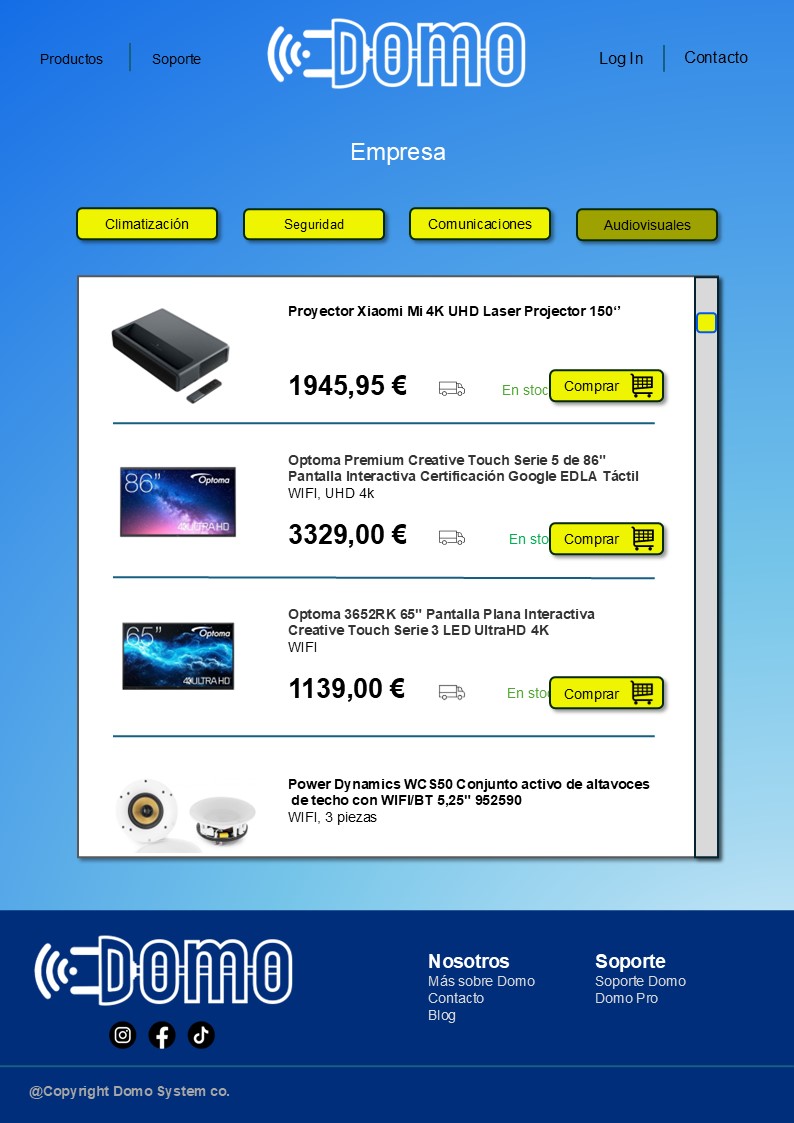 Productos
Soporte
DOMO
Log In
Contacto
Empresa
Climatización
Seguridad
Comunicaciones
Audiovisuales
Proyector Xiaomi Mi 4K UHD Laser Projector 150‘’
1945,95 €
En stoc
Comprar
86”
Optoma
4K ULTRA HD
Optoma Premium Creative Touch Serie 5 de 86"
Pantalla Interactiva Certificación Google EDLA Táctil
WIFI, UHD 4k
3329,00 €
En sto
Comprar
65”
Optoma
4K ULTRA HD
Optoma 3652RK 65" Pantalla Plana Interactiva
Creative Touch Serie 3 LED UltraHD 4K
WIFI
1139,00 €
En stoc
Comprar
Power Dynamics WCS50 Conjunto activo de altavoces
de techo con WIFI/BT 5,25" 952590
WIFI, 3 piezas
DOMO
Nosotros
Más sobre Domo
Contacto
Blog
Soporte
Soporte Domo
Domo Pro
@Copyright Domo System co.